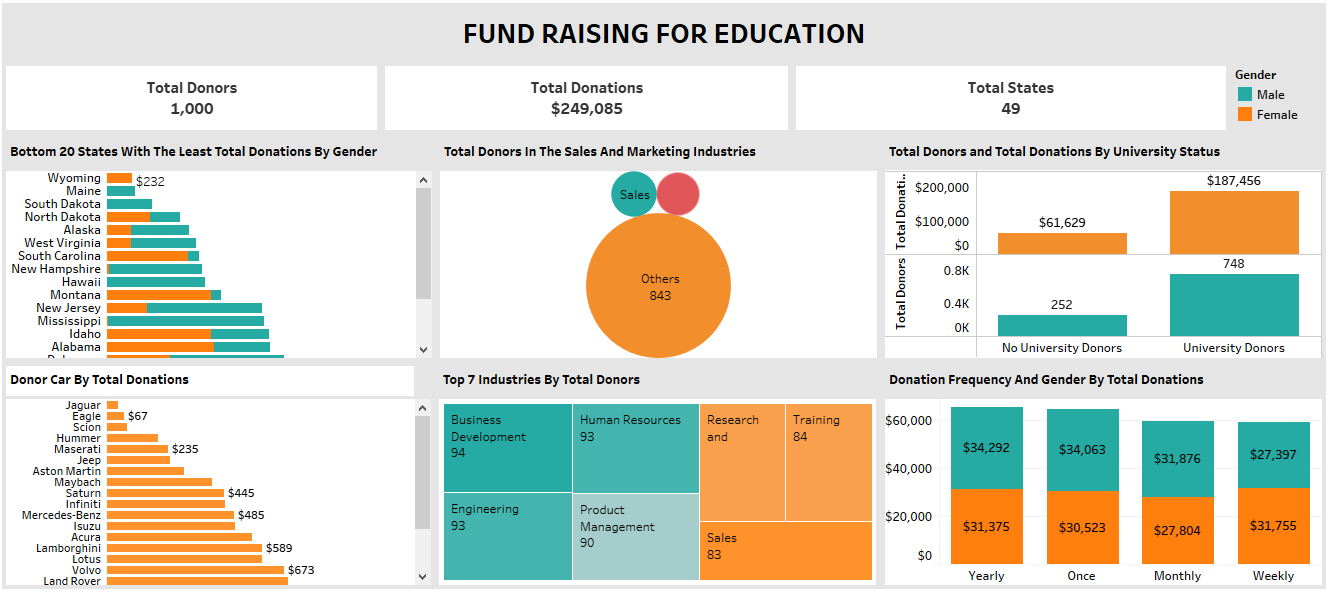 FUND RAISING FOR EDUCATION
Total Donors
1,000
Total Donations
$249,085
Total States
49
Gender
Male
Female
Bottom 20 States With The Least Total Donations By Gender
Wyoming
$232
Maine
South Dakota
North Dakota
Alaska
West Virginia
South Carolina
New Hampshire
Hawaii
Montana
New Jersey
Mississippi
Idaho
Alabama
Total Donors In The Sales And Marketing Industries
Sales
Others
843
Total Donors and Total Donations By University Status
Total Donati..
$200,000
$100,000
$0
$61,629
$187,456
Total Donors
0.8K
0.4K
0K
252
748
No University Donors
University Donors
Donor Car By Total Donations
Jaguar
Eagle
$67
Scion
Hummer
Maserati
$235
Jeep
Aston Martin
Maybach
Saturn
$445
Infiniti
Mercedes-Benz
$485
Isuzu
Acura
Lamborghini
$589
Lotus
Volvo
$673
Land Rover
Top 7 Industries By Total Donors
Business
Development
94
Engineering
93
Human Resources
93
Product
Management
90
Research
and
Training
84
Sales
83
Donation Frequency And Gender By Total Donations
$60,000
$40,000
$20,000
$0
$34,292
$34,063
$31,876
$27,397
$31,375
$30,523
$27,804
$31,755
Yearly
Once
Monthly
Weekly